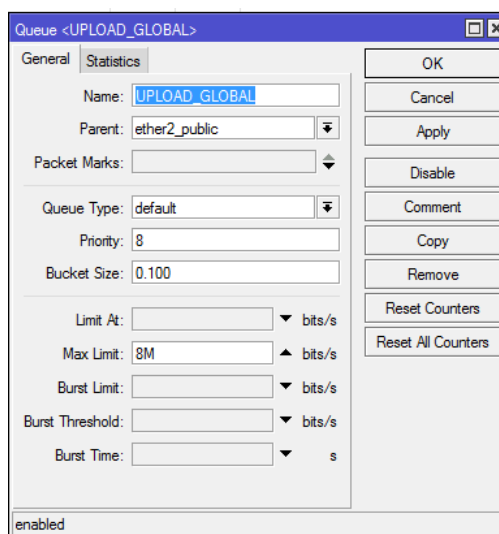 Queue <UPLOAD_GLOBAL>
General Statistics
Name: UPLOAD_GLOBAL
Parent: ether2_public
Packet Marks:
Queue Type: default
Priority: 8
Bucket Size: 0.100
Limit At: bits/s
Max Limit: 8M bits/s
Burst Limit: bits/s
Burst Threshold: bits/s
Burst Time: s
OK
Cancel
Apply
Disable
Comment
Copy
Remove
Reset Counters
Reset All Counters
enabled